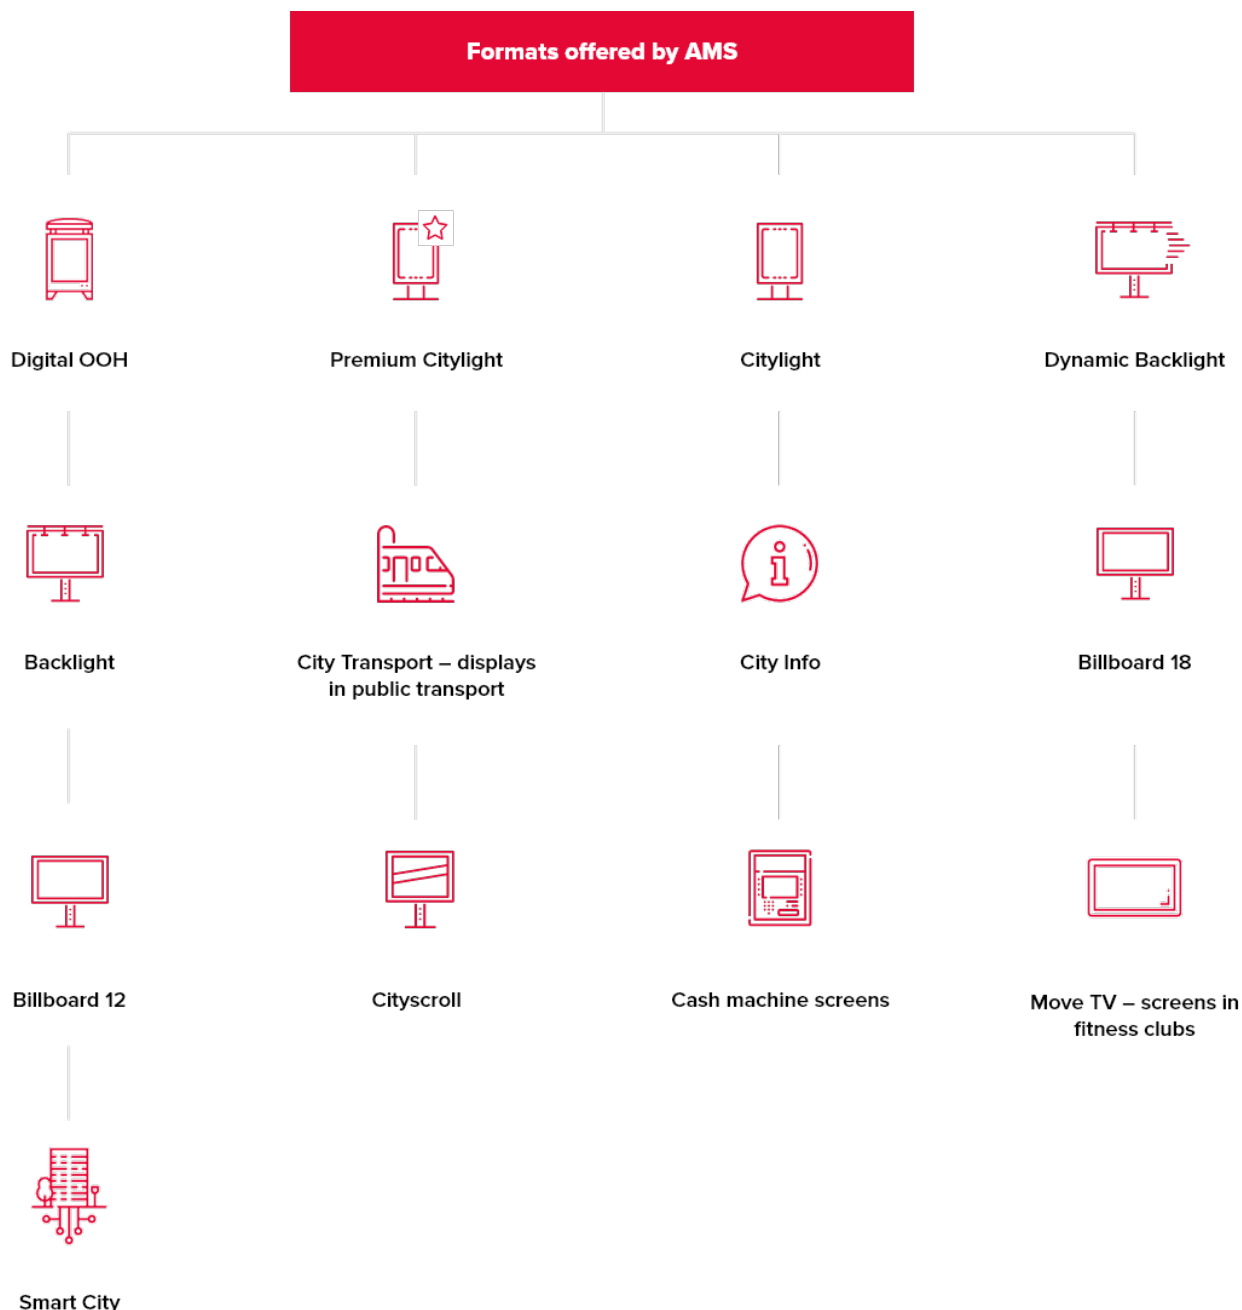 Formats offered by AMS
Digital OOH
Premium Citylight
Citylight
Dynamic Backlight
Backlight
City Transport – displays
in public transport
City Info
Billboard 18
Billboard 12
Cityscroll
Cash machine screens
Move TV – screens in
fitness clubs
Smart City